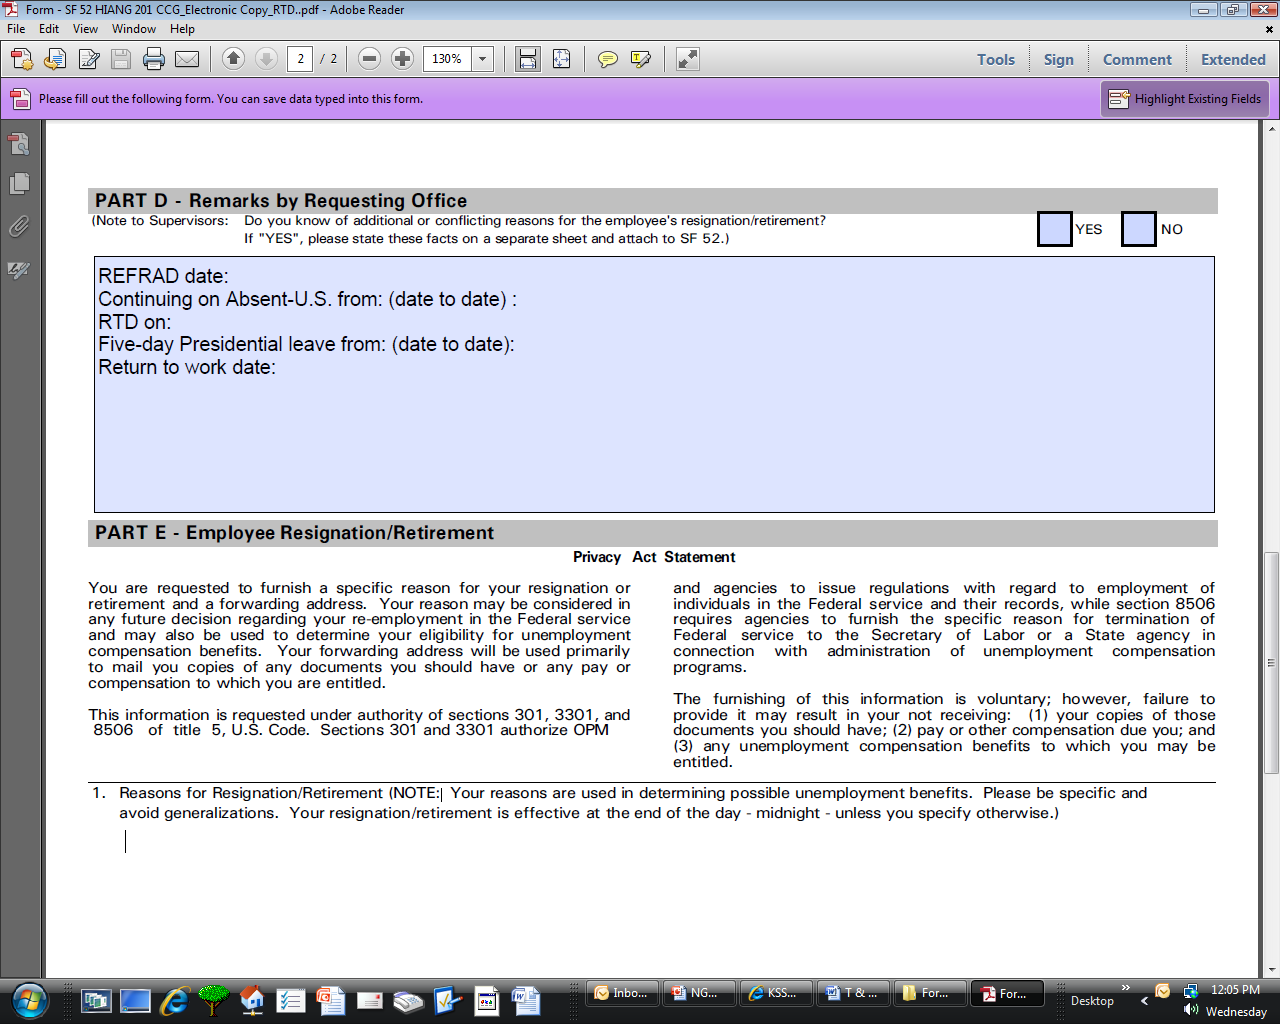 Form - SF 52 HIANG 201 CCG_Electronic Copy_RTD..pdf - Adobe Reader
File Edit View Window Help
2 / 2 130% Tools Sign Comment Extended
Please fill out the following form. You can save data typed into this form. Highlight Existing Fields
PART D - Remarks by Requesting Office
(Note to Supervisors: Do you know of additional or conflicting reasons for the employee's resignation/retirement?
If "YES", please state these facts on a separate sheet and attach to SF 52.)
YES NO
REFRAD date:
Continuing on Absent-U.S. from: (date to date) :
RTD on:
Five-day Presidential leave from: (date to date):
Return to work date:
PART E - Employee Resignation/Retirement
Privacy Act Statement
You are requested to furnish a specific reason for your resignation or
retirement and a forwarding address. Your reason may be considered in
any future decision regarding your re-employment in the Federal service
and may also be used to determine your eligibility for unemployment
compensation benefits. Your forwarding address will be used primarily
to mail you copies of any documents you should have or any pay or
compensation to which you are entitled.
This information is requested under authority of sections 301, 3301, and
8506 of title 5, U.S. Code. Sections 301 and 3301 authorize OPM
and agencies to issue regulations with regard to employment of
individuals in the Federal service and their records, while section 8506
requires agencies to furnish the specific reason for termination of
Federal service to the Secretary of Labor or a State agency in
connection with administration of unemployment compensation
programs.
The furnishing of this information is voluntary; however, failure to
provide it may result in your not receiving: (1) your copies of those
documents you should have; (2) pay or other compensation due you; and
(3) any unemployment compensation benefits to which you may be
entitled.
1. Reasons for Resignation/Retirement (NOTE: Your reasons are used in determining possible unemployment benefits. Please be specific and
avoid generalizations. Your resignation/retirement is effective at the end of the day - midnight - unless you specify otherwise.)
Inbo... NG... KSS... T & ... For... For... Desktop 12:05 PM
Wednesday